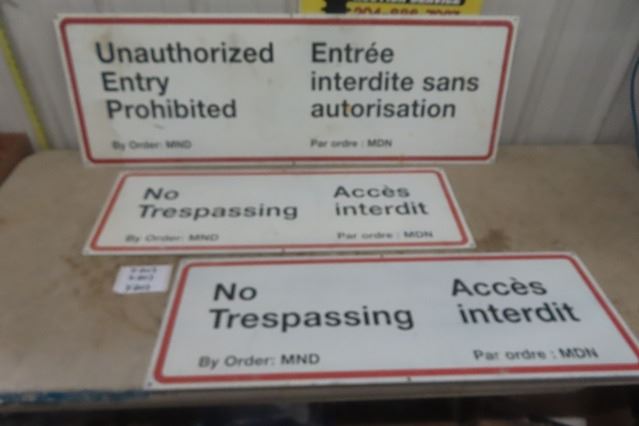 Unauthorized
Entry
Prohibited
By Order: MND
Entrée
interdite sans
autorisation
Par ordre : MDN
No
Trespassing
By Order: MND
Accès
interdit
Par ordre : MDN
No
Trespassing
By Order: MND
Accès
interdit
Par ordre : MDN